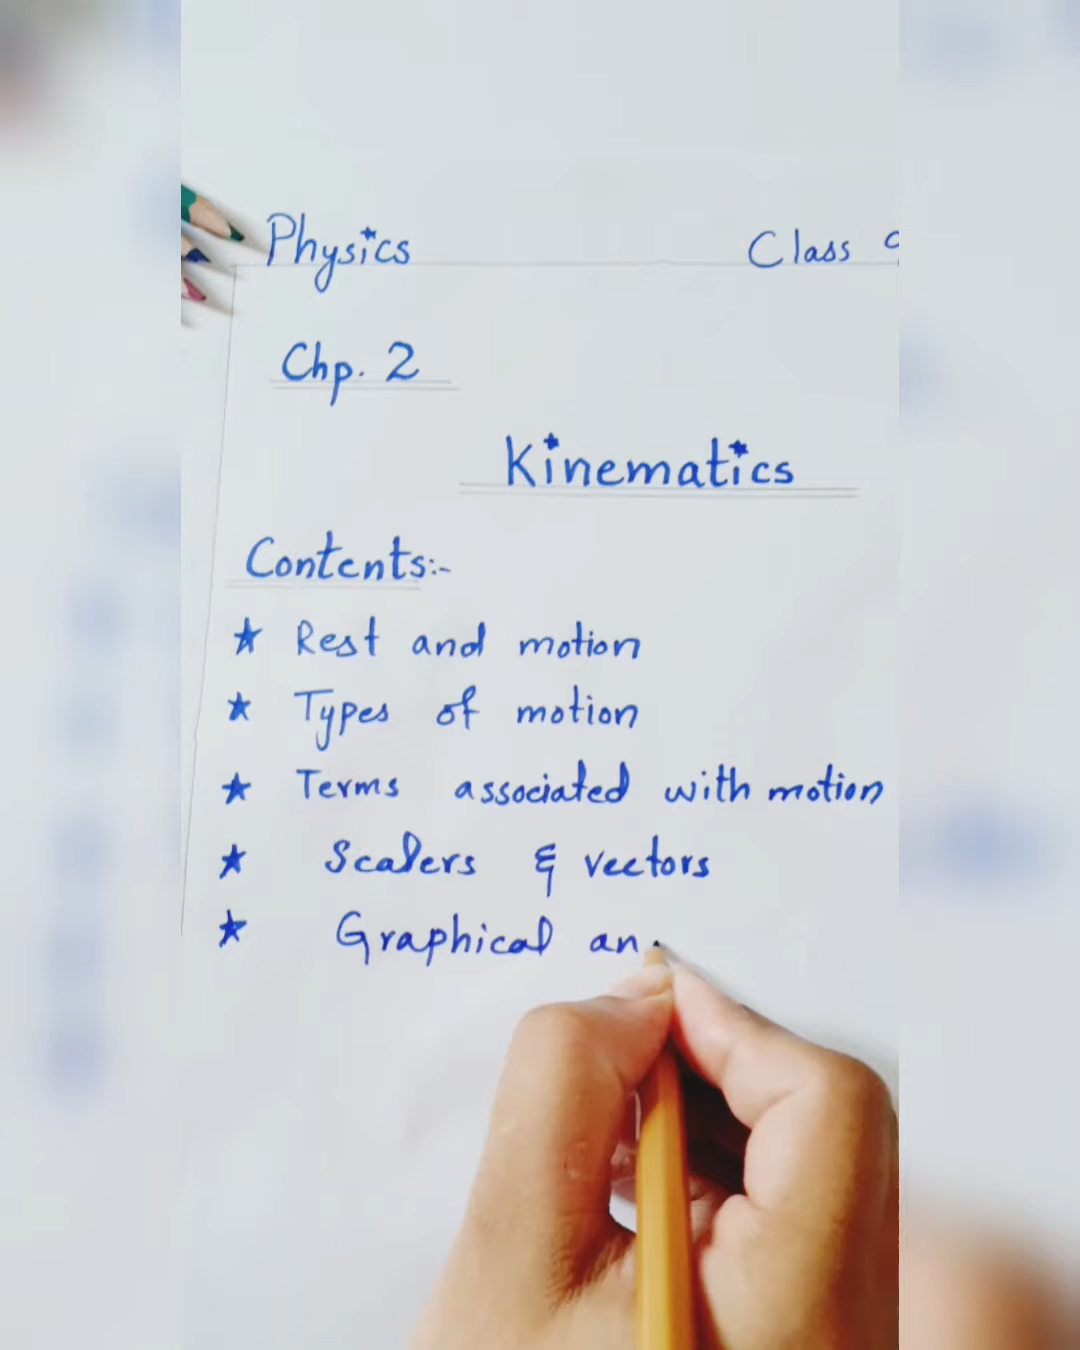 Physics Class 9
Chp. 2
Kinematics
Contents:-
★ Rest and motion
★ Types of motion
★ Terms associated with motion
★ Scalers & vectors
★ Graphical an